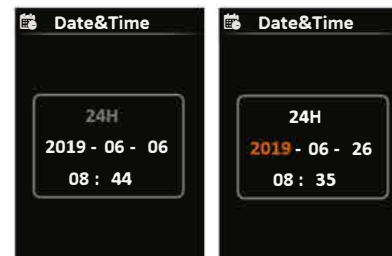 Date&Time
24H
2019 - 06 - 06
08 : 44
Date&Time
24H
2019 - 06 - 26
08 : 35